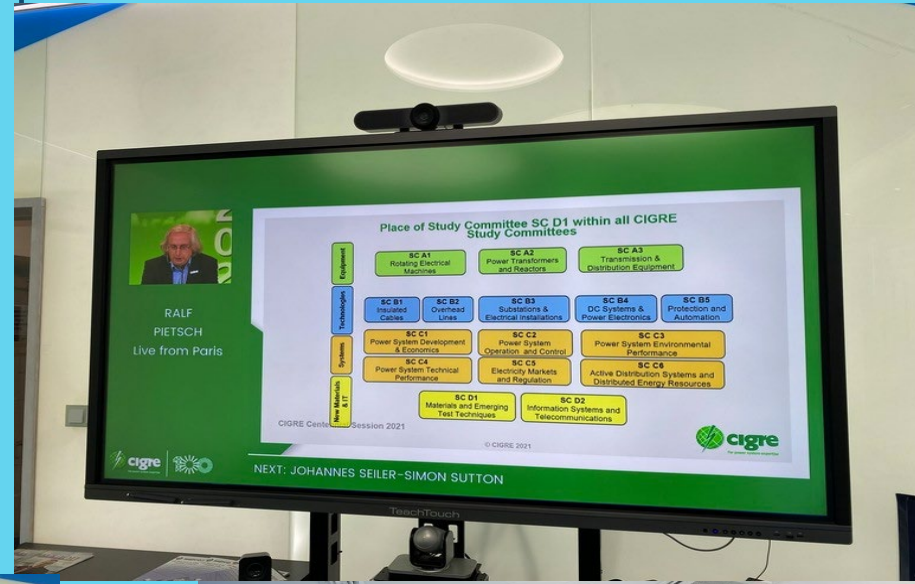 Place of Study Committee SC D1 within all CIGRE
Study Committees
Equipment
SC A1
Rotating Electrical
Machines
SC A2
Power Transformers
and Reactors
SC A3
Transmission &
Distribution Equipment
Technologies
SC B1
Insulated
Cables
SC B2
Overhead
Lines
SC B3
Substations &
Electrical Installations
SC B4
DC Systems &
Power Electronics
SC B5
Protection and
Automation
Systems
SC C1
Power System Development
& Economics
SC C2
Power System
Operation and Control
SC C3
Power System Environmental
Performance
SC C4
Power System Technical
Performance
SC C5
Electricity Markets
and Regulation
SC C6
Active Distribution Systems and
Distributed Energy Resources
New Materials
& IT
SC D1
Materials and Emerging
Test Techniques
SC D2
Information Systems and
Telecommunications
CIGRE Cente Session 2021
© CIGRE 2021
cigre
For power system expertise
RALF
PIETSCH
Live from Paris
cigre
NEXT: JOHANNES SEILER-SIMON SUTTON
TeachTouch